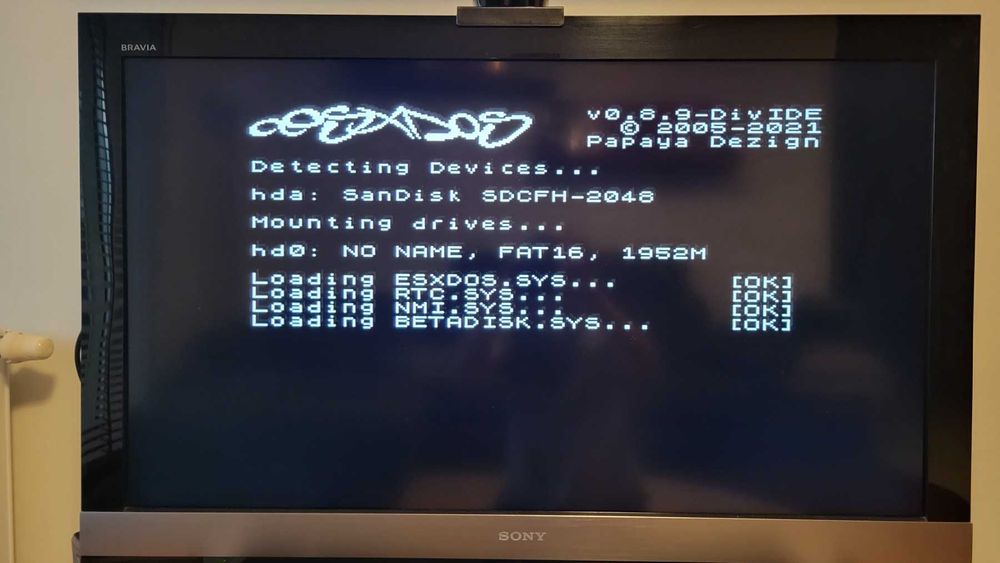 BRAVIA
esxDOS
v0.8.9-DivIDE
© 2005-2021
Papaya Dezign
Detecting Devices...
hda: SanDisk SDCFH-2048
Mounting drives...
hd0: NO NAME, FAT16, 1952M
Loading ESXDOS.SYS... [OK]
Loading RTC.SYS... [OK]
Loading NMI.SYS... [OK]
Loading BETADISK.SYS... [OK]
SONY